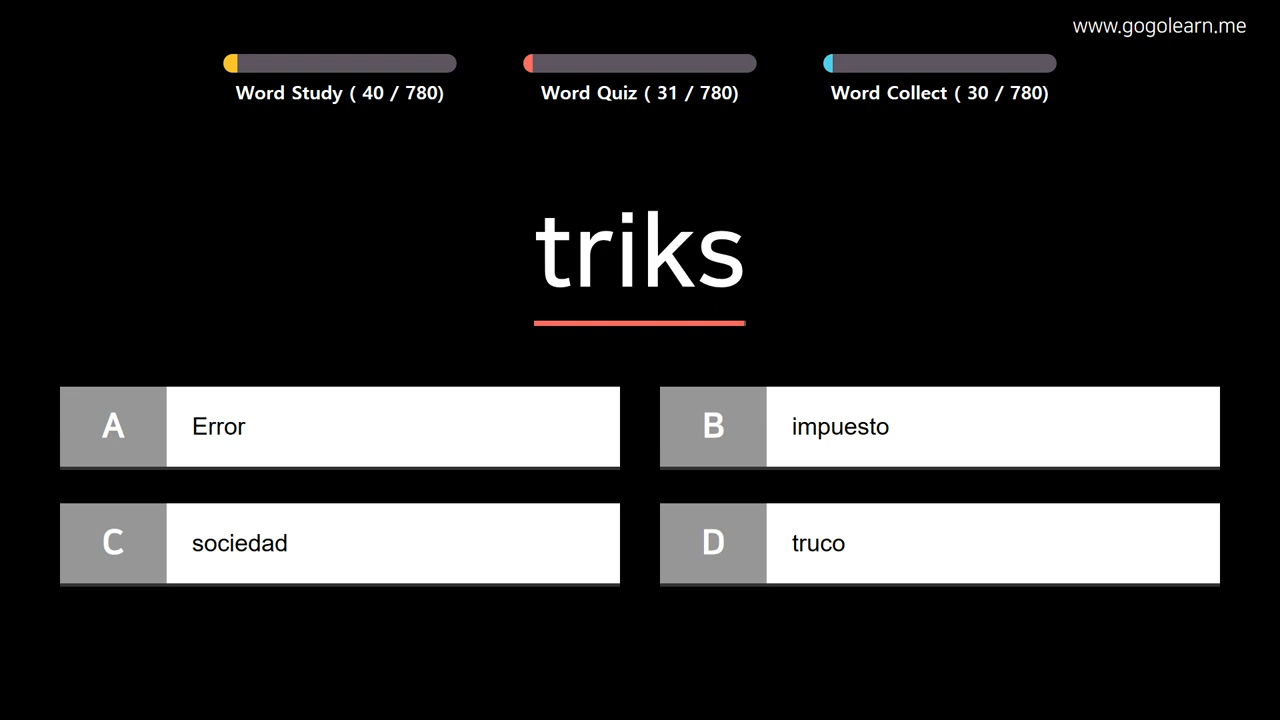 www.gogolearn.me
Word Study ( 40 / 780)
Word Quiz ( 31 / 780)
Word Collect ( 30 / 780)
triks
A Error
B impuesto
C sociedad
D truco